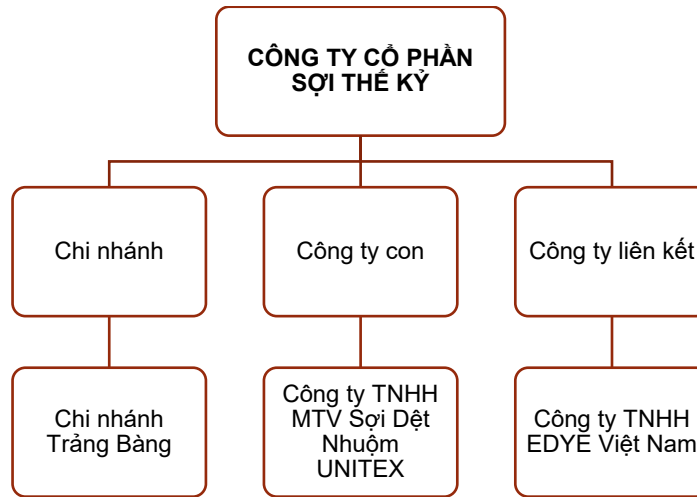 CÔNG TY CỔ PHẦN
SỢI THẾ KỶ
Chi nhánh
Công ty con
Công ty liên kết
Chi nhánh
Trảng Bàng
Công ty TNHH
MTV Sợi Dệt
Nhuộm
UNITEX
Công ty TNHH
EDYE Việt Nam